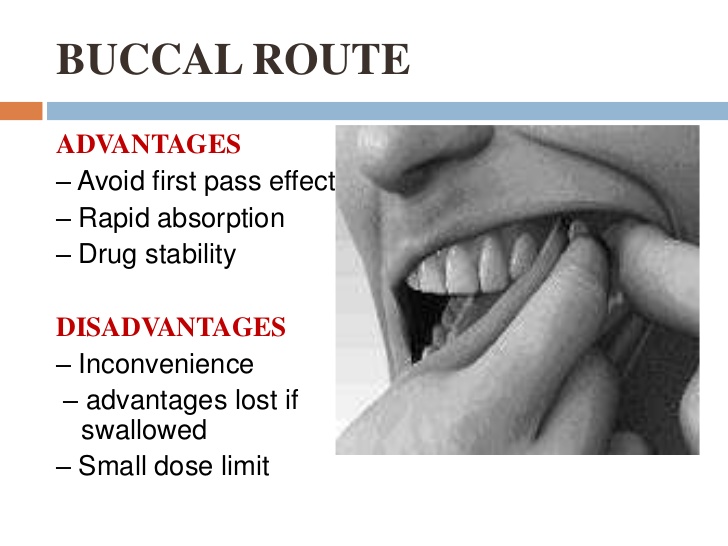 BUCCAL ROUTE
ADVANTAGES
– Avoid first pass effect
– Rapid absorption
– Drug stability
DISADVANTAGES
– Inconvenience
– advantages lost if
swallowed
– Small dose limit